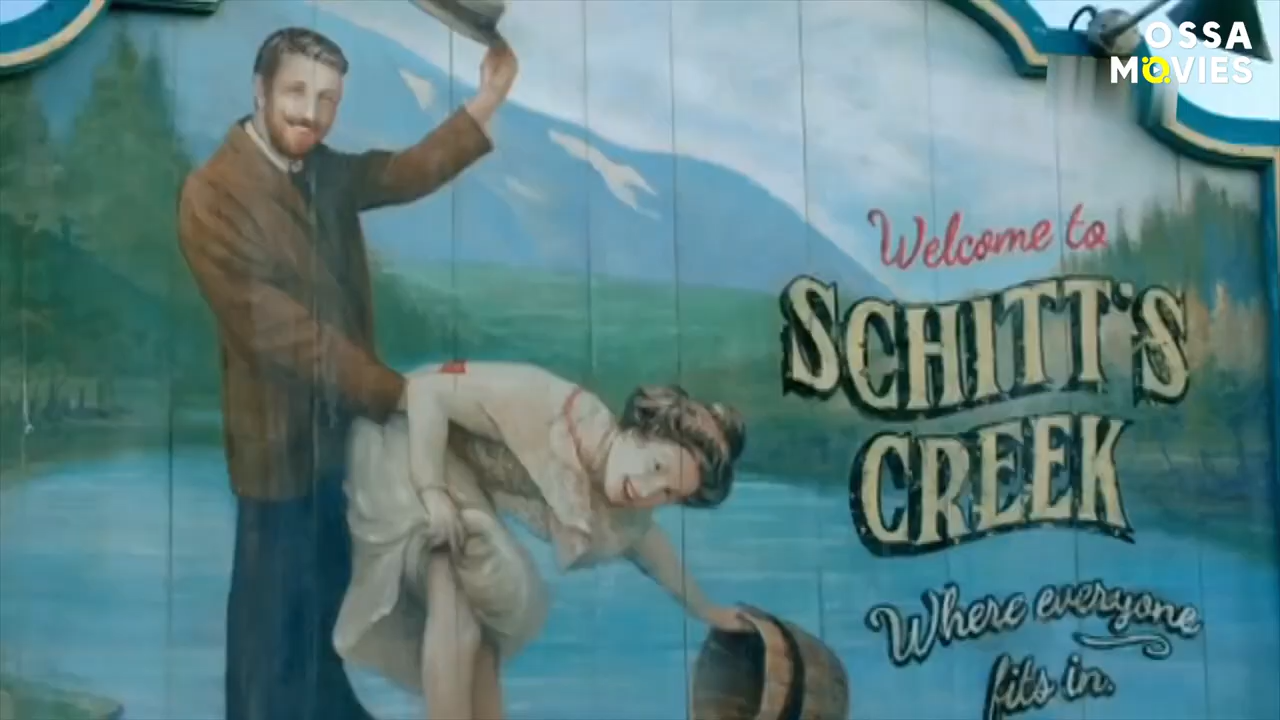 OSSA
MOVIES
Welcome to
SCHITT'S
CREEK
Where everyone
fits in.